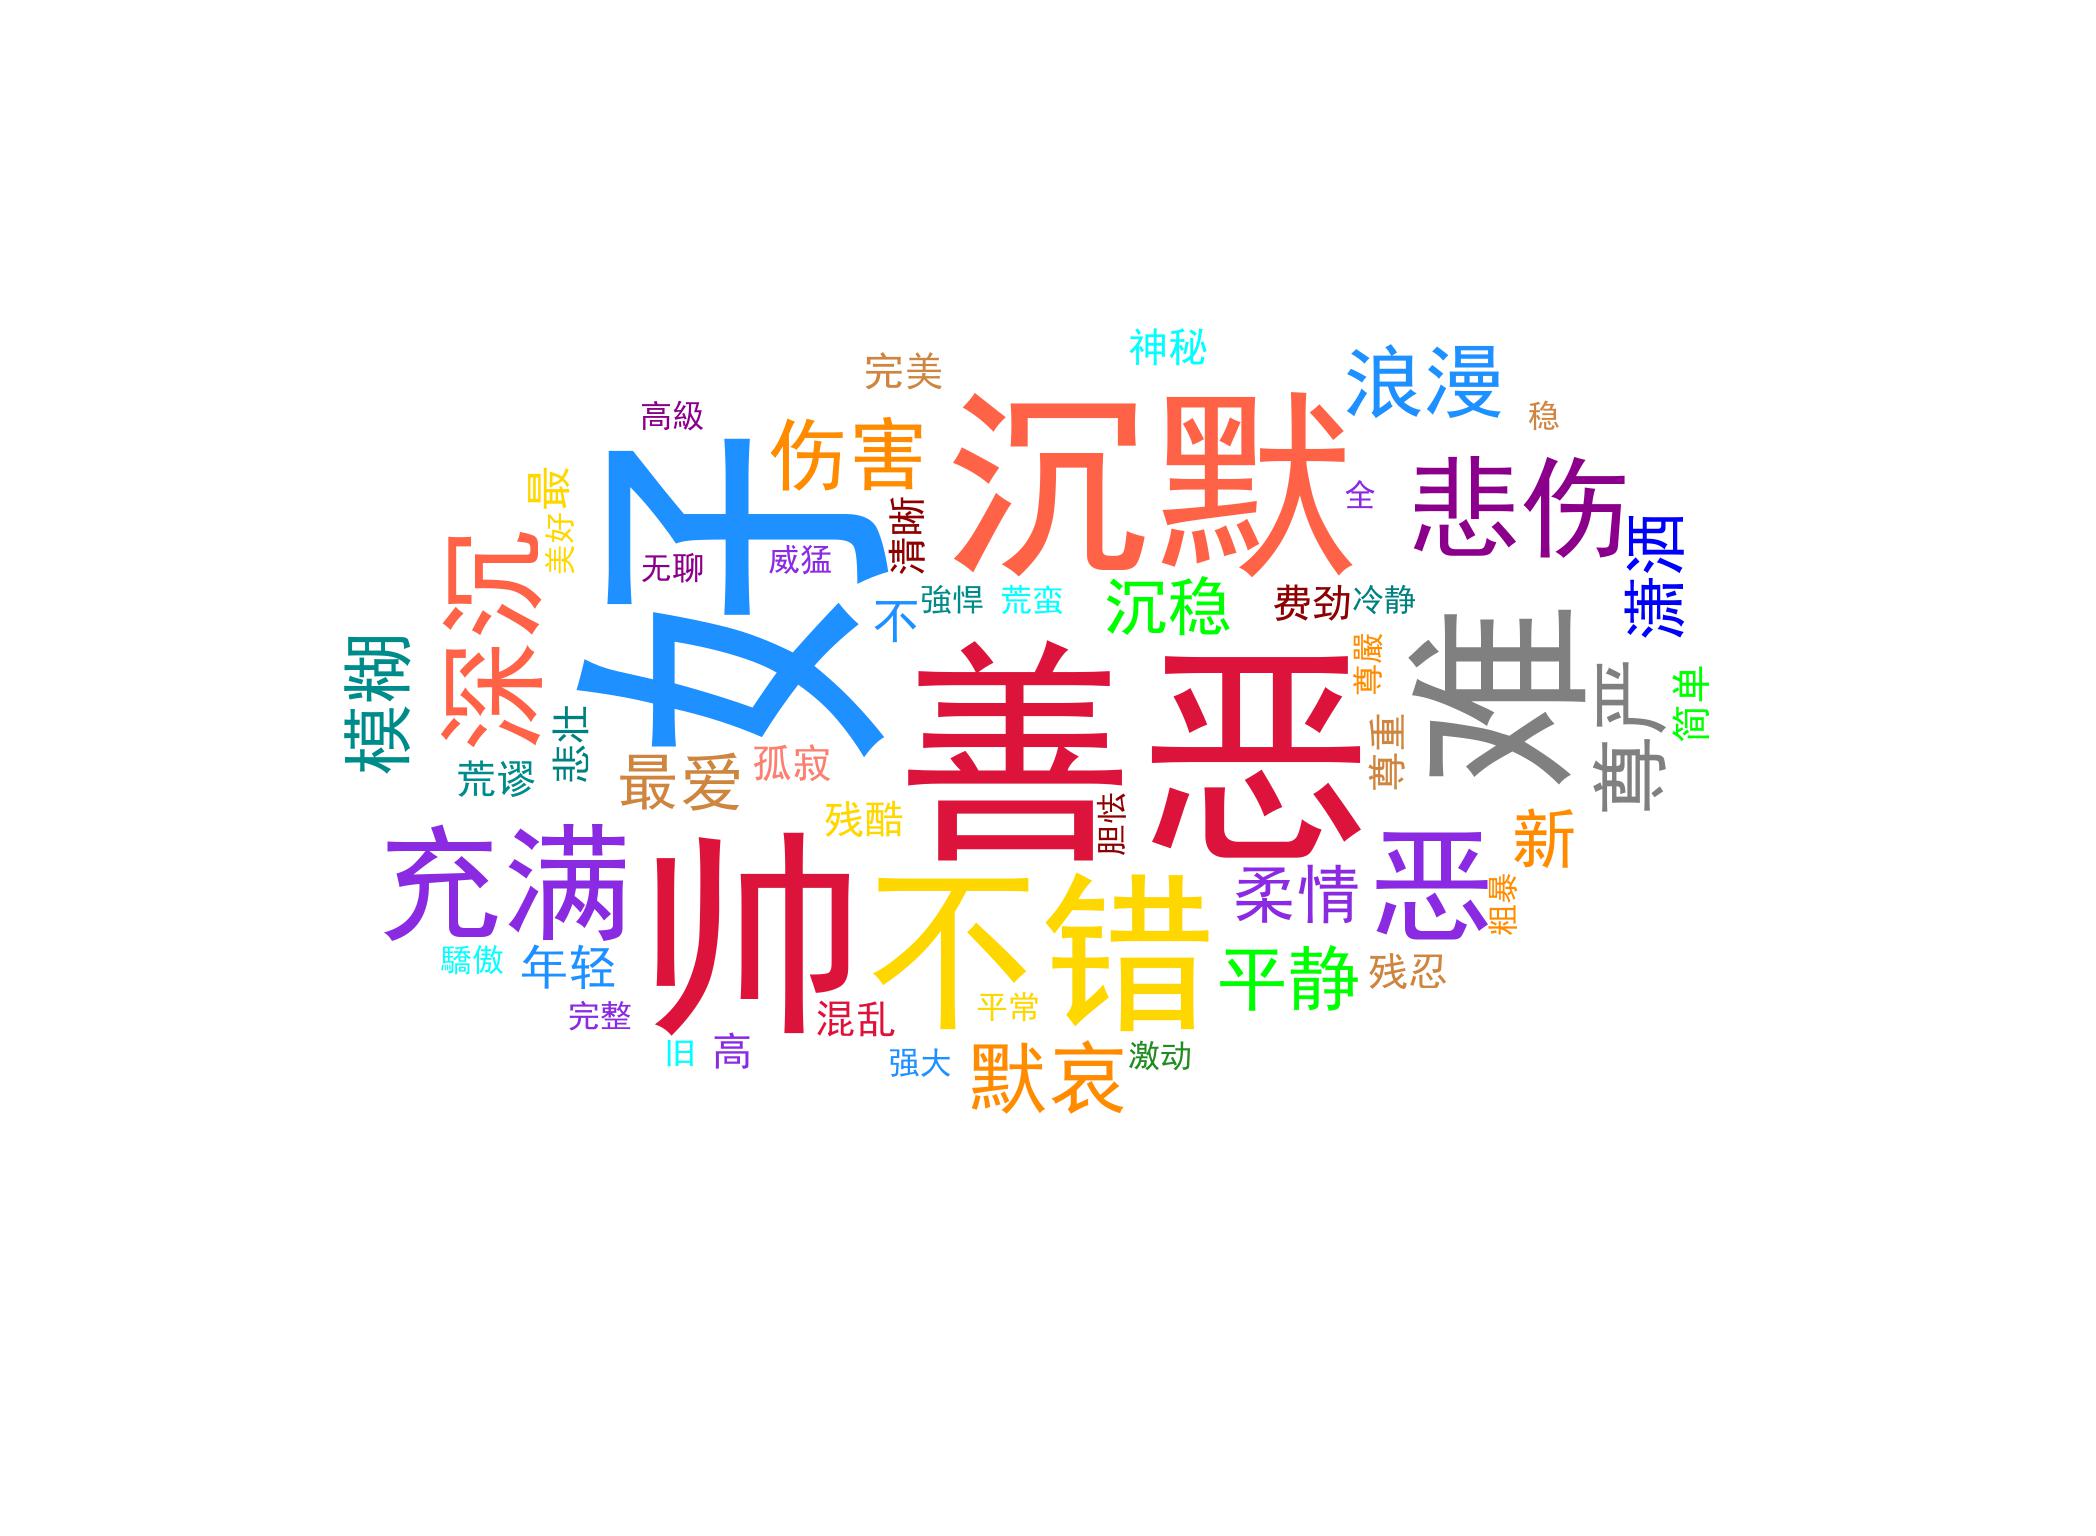 神秘
完美
浪漫
高級
稳
伤害
沉默
悲伤
最
美好
好
清晰
全
潇洒
深沉
无聊
威猛
不
強悍
荒蛮
沉稳
费劲
冷静
模糊
善恶
尊嚴
难
尊严
简单
悲壮
荒谬
最爱
孤寂
尊重
残酷
胆怯
新
充满
帅
不错
柔情
恶
粗暴
驕傲
年轻
平静
残忍
完整
混乱
平常
旧
高
强大
默哀
激动